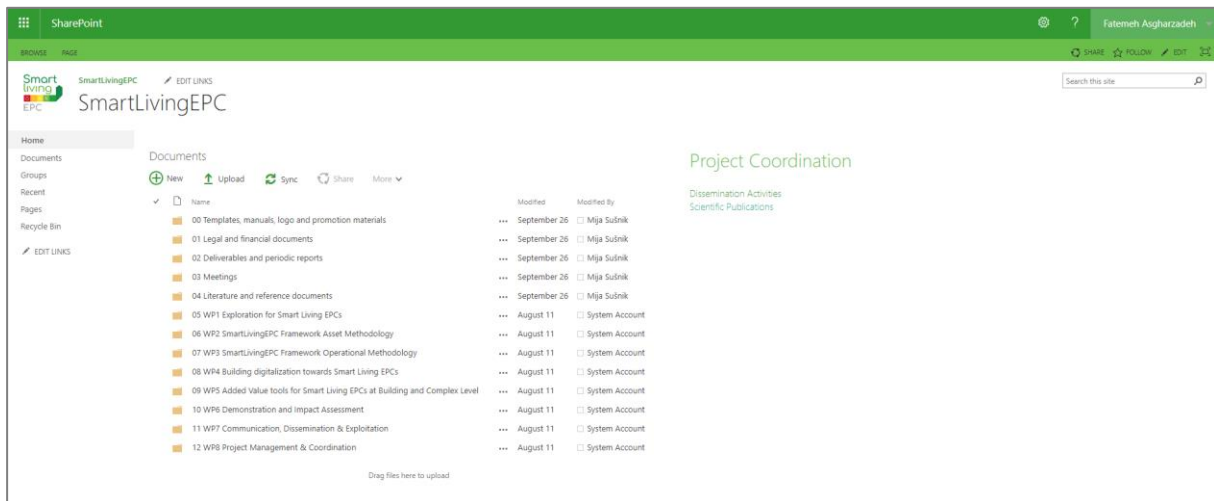 SharePoint
? Fatemeh Asgharzadeh
BROWSE PAGE
SHARE FOLLOW EDIT
Smart living EPC
SmartLivingEPC EDIT LINKS
SmartLivingEPC
Search this site
Home
Documents
Groups
Recent
Pages
Recycle Bin
EDIT LINKS
Documents
New Upload Sync Share More
Name Modified Modified By
00 Templates, manuals, logo and promotion materials ... September 26 Mija Sušnik
01 Legal and financial documents ... September 26 Mija Sušnik
02 Deliverables and periodic reports ... September 26 Mija Sušnik
03 Meetings ... September 26 Mija Sušnik
04 Literature and reference documents ... September 26 Mija Sušnik
05 WP1 Exploration for Smart Living EPCs ... August 11 System Account
06 WP2 SmartLivingEPC Framework Asset Methodology ... August 11 System Account
07 WP3 SmartLivingEPC Framework Operational Methodology ... August 11 System Account
08 WP4 Building digitalization towards Smart Living EPCs ... August 11 System Account
09 WP5 Added Value tools for Smart Living EPCs at Building and Complex Level ... August 11 System Account
10 WP6 Demonstration and Impact Assessment ... August 11 System Account
11 WP7 Communication, Dissemination & Exploitation ... August 11 System Account
12 WP8 Project Management & Coordination ... August 11 System Account
Drag files here to upload
Project Coordination
Dissemination Activities
Scientific Publications